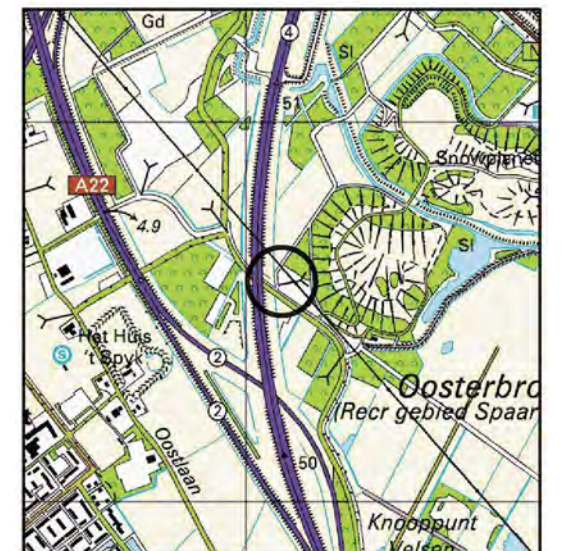 Gd
4
Sl
51
Snowplanet
A22
4.9
Sl
Het Huis
't Spyk
S
2
2
Oosterbro
(Recr gebied Spaar
Oostlaan
50
Knooppunt
Velsen